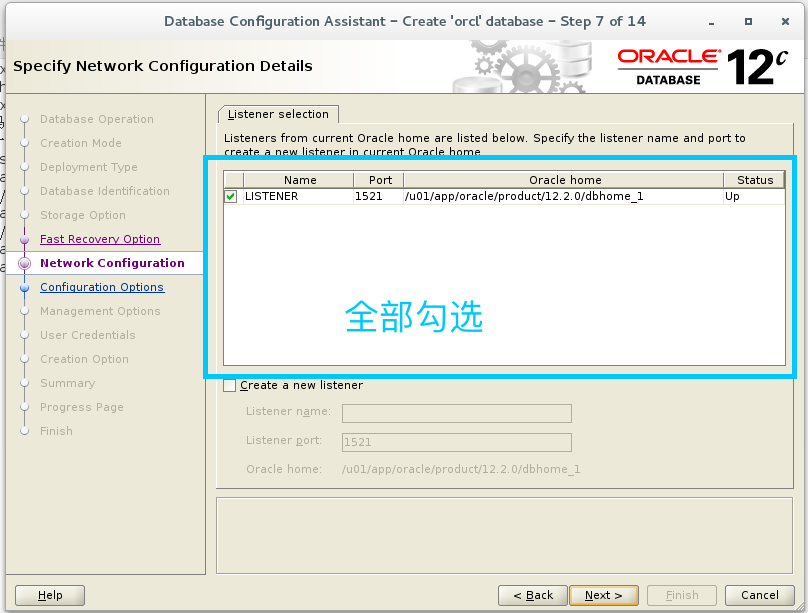 Database Configuration Assistant – Create 'orcl' database – Step 7 of 14
Specify Network Configuration Details
ORACLE
DATABASE
12c
Database Operation
Creation Mode
Deployment Type
Database Identification
Storage Option
Fast Recovery Option
Network Configuration
Configuration Options
Management Options
User Credentials
Creation Option
Summary
Progress Page
Finish
Listener selection
Listeners from current Oracle home are listed below. Specify the listener name and port to
create a new listener in current Oracle home
Name Port Oracle home Status
LISTENER 1521 /u01/app/oracle/product/12.2.0/dbhome_1 Up
全部勾选
Create a new listener
Listener name:
Listener port: 1521
Oracle home: /u01/app/oracle/product/12.2.0/dbhome_1
Help < Back Next > Finish Cancel